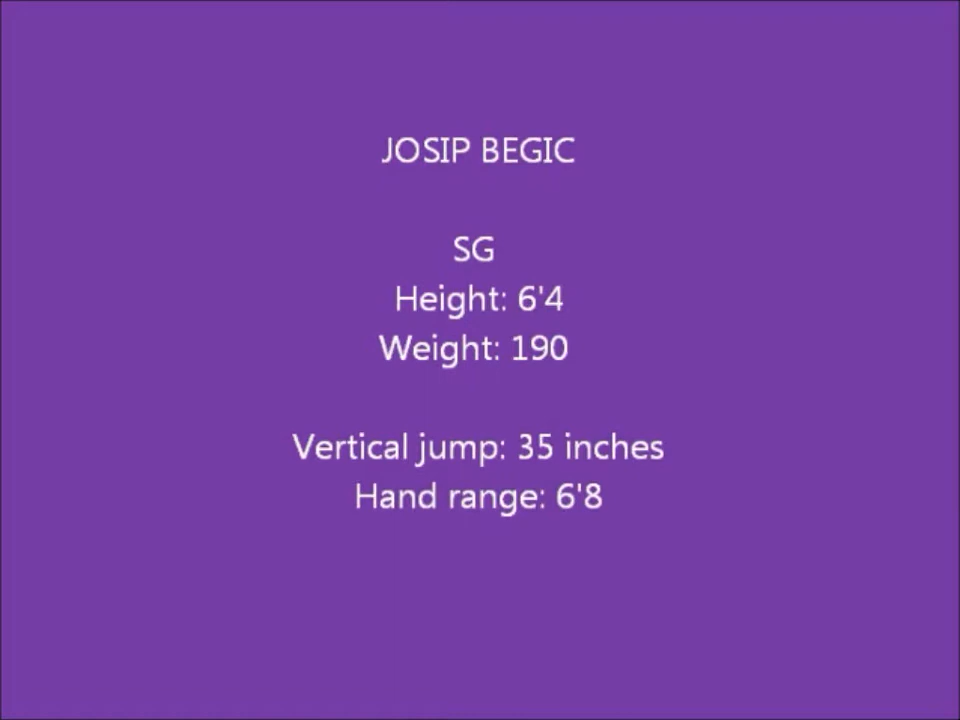 JOSIP BEGIC
SG
Height: 6'4
Weight: 190
Vertical jump: 35 inches
Hand range: 6'8